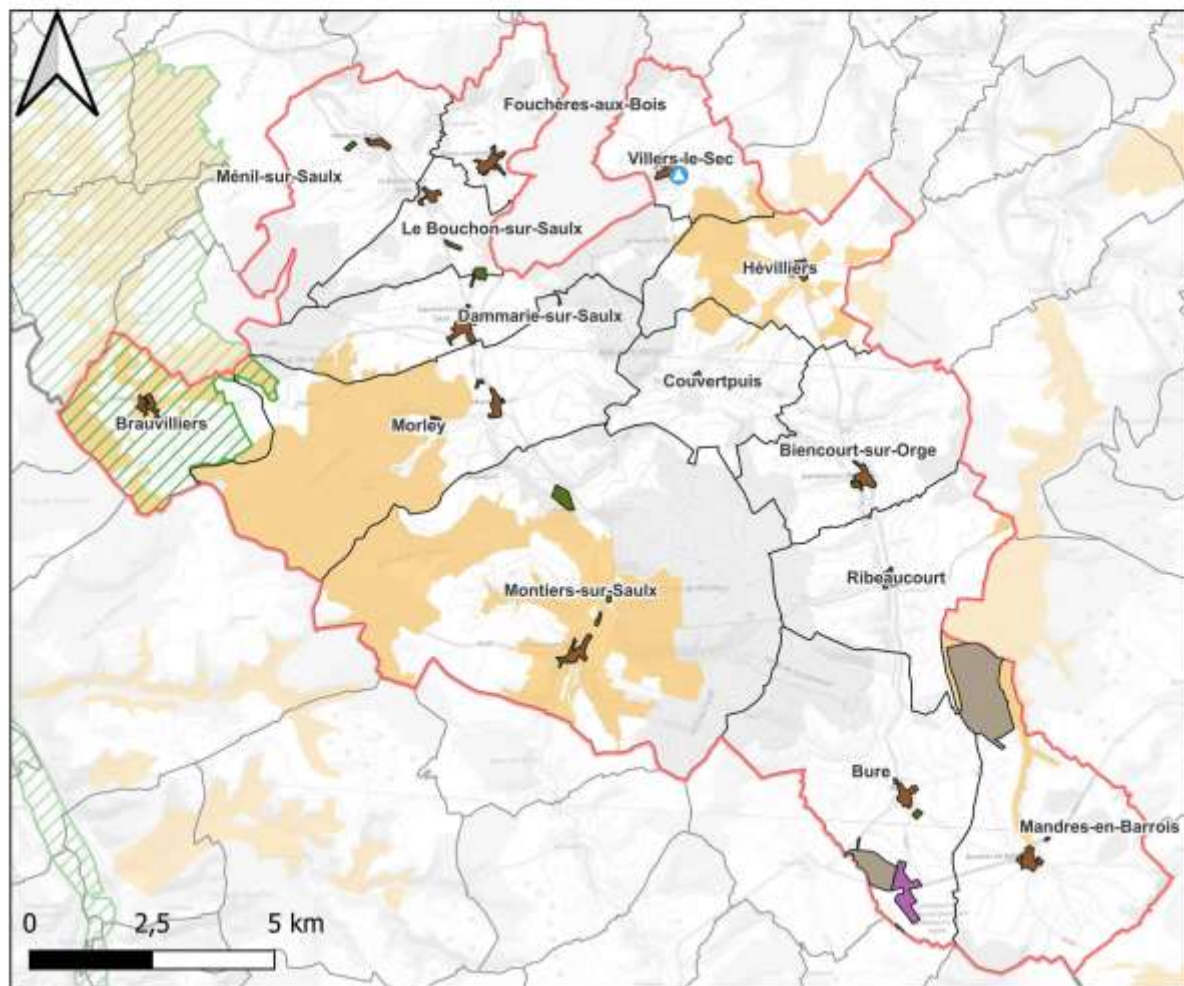 Fouchères-aux-Bois
Villers-le-Sec
Ménil-sur-Saulx
Le Bouchon-sur-Saulx
Hévilliers
Dammarie-sur-Saulx
Couvertpuis
Brauvilliers
Morley
Biencourt-sur-Orge
Ribeaucourt
Montiers-sur-Saulx
Bure
Mandres-en-Barrois
0 2,5 5 km